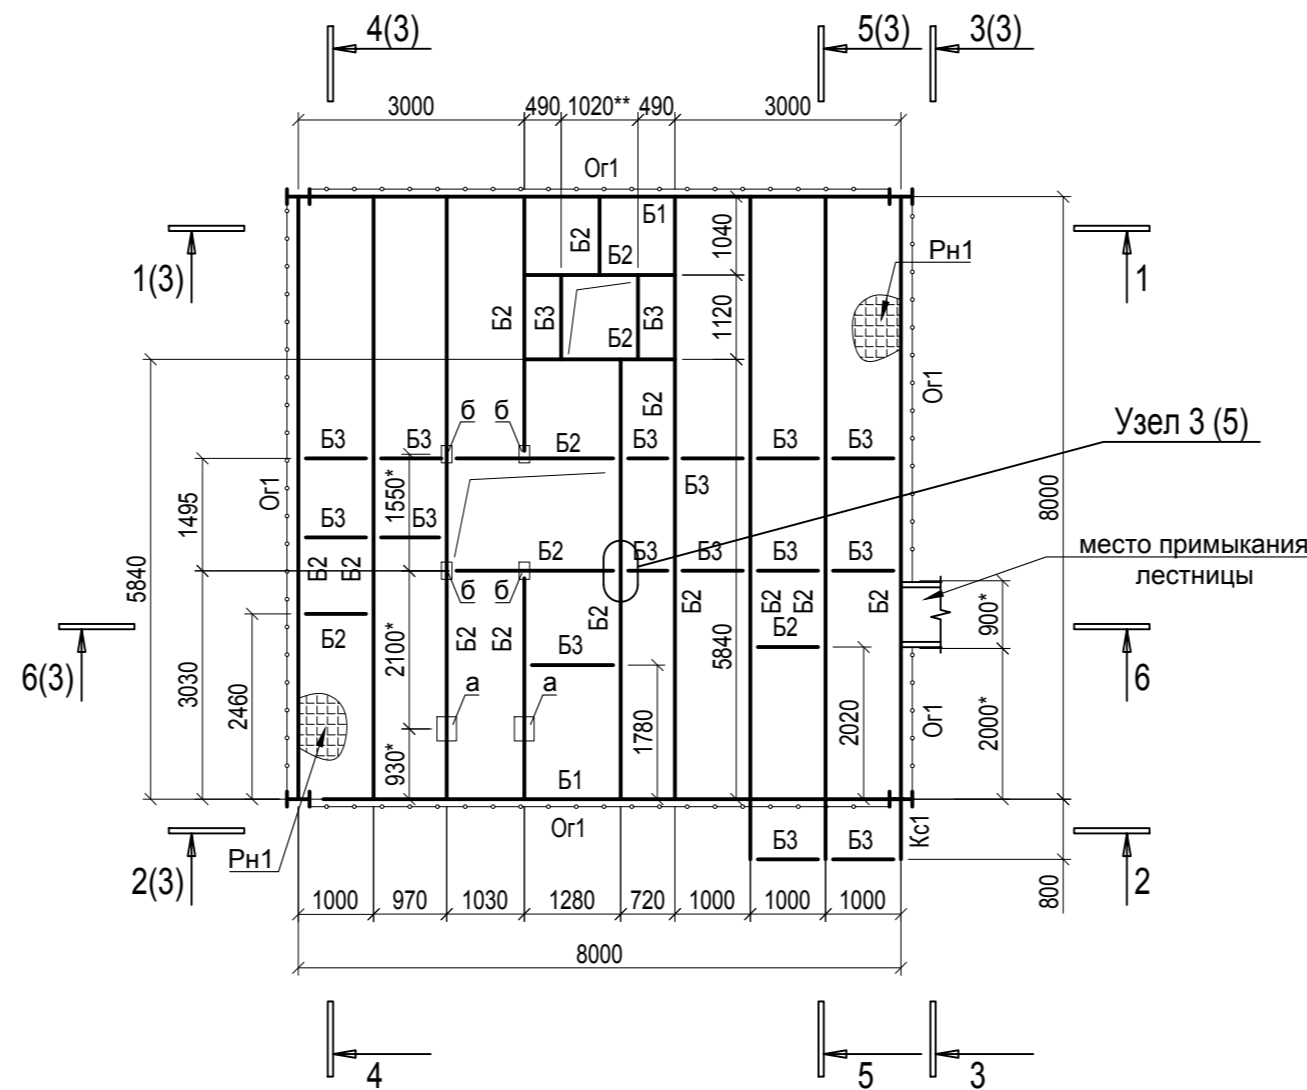 4(3)
5(3)
3(3)
3000
490
1020**
490
3000
Ог1
1(3)
Б2
Б1
Б2
1040
Рн1
1
Б2
Б3
Б2
Б3
1120
Ог1
Б2
Узел 3 (5)
б
б
Б3
Б3
Б2
Б3
Б3
Б3
Ог1
1495
1550*
Б3
8000
5840
Б3
Б3
Б2
Б3
Б3
Б3
Б3
место примыкания
лестницы
Б2
Б2
б
б
Б2
Б2
Б2
Б2
Б2
900*
6(3)
3030
2460
Б2
2100*
Б2
Б2
Б3
5840
Б2
6
а
а
1780
2020
Ог1
2000*
930*
Б1
2(3)
Рн1
Ог1
Б3
Б3
Кс1
2
800
1000
970
1030
1280
720
1000
1000
1000
8000
4
5
3